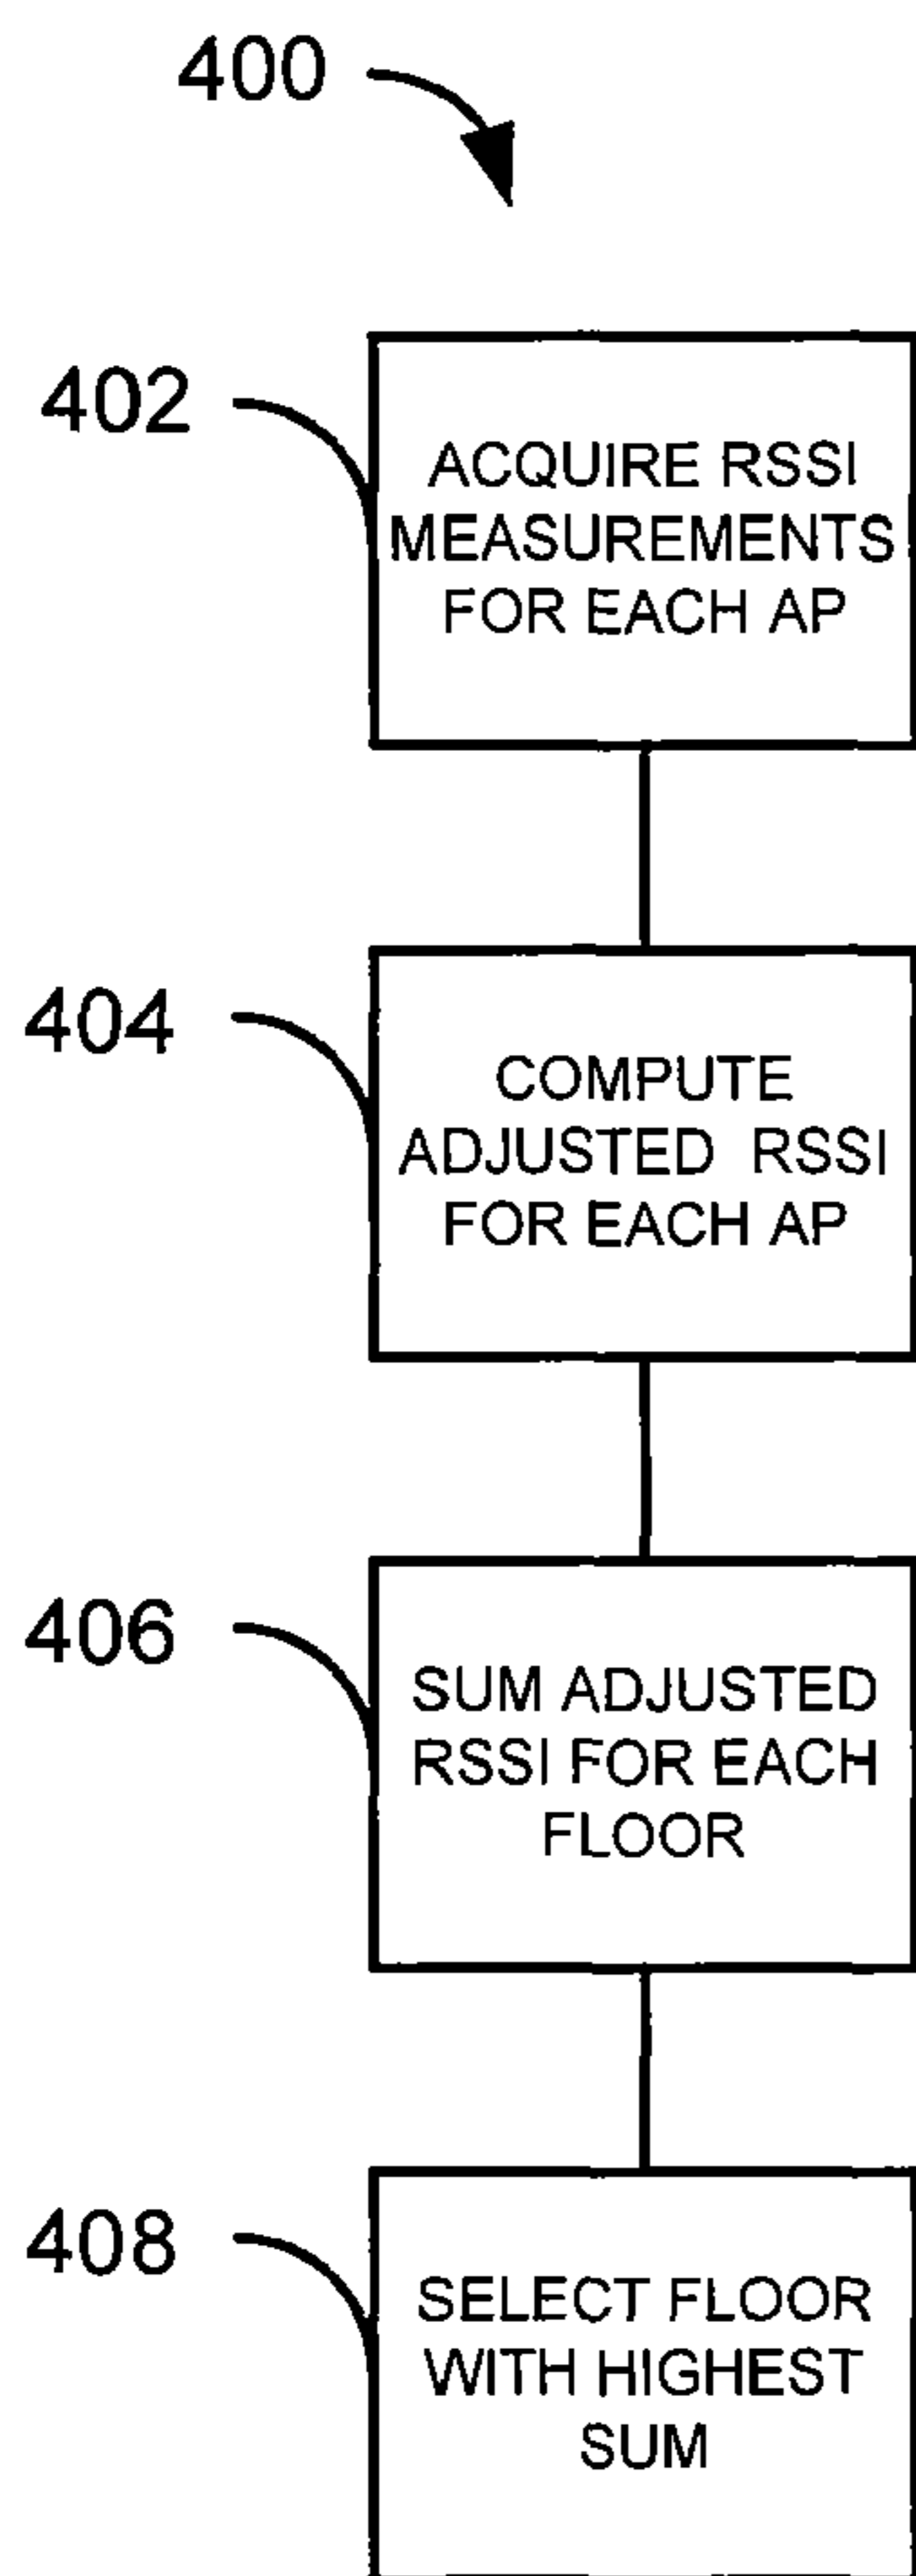 400
402
ACQUIRE RSSI
MEASUREMENTS
FOR EACH AP
404
COMPUTE
ADJUSTED RSSI
FOR EACH AP
406
SUM ADJUSTED
RSSI FOR EACH
FLOOR
408
SELECT FLOOR
WITH HIGHEST
SUM